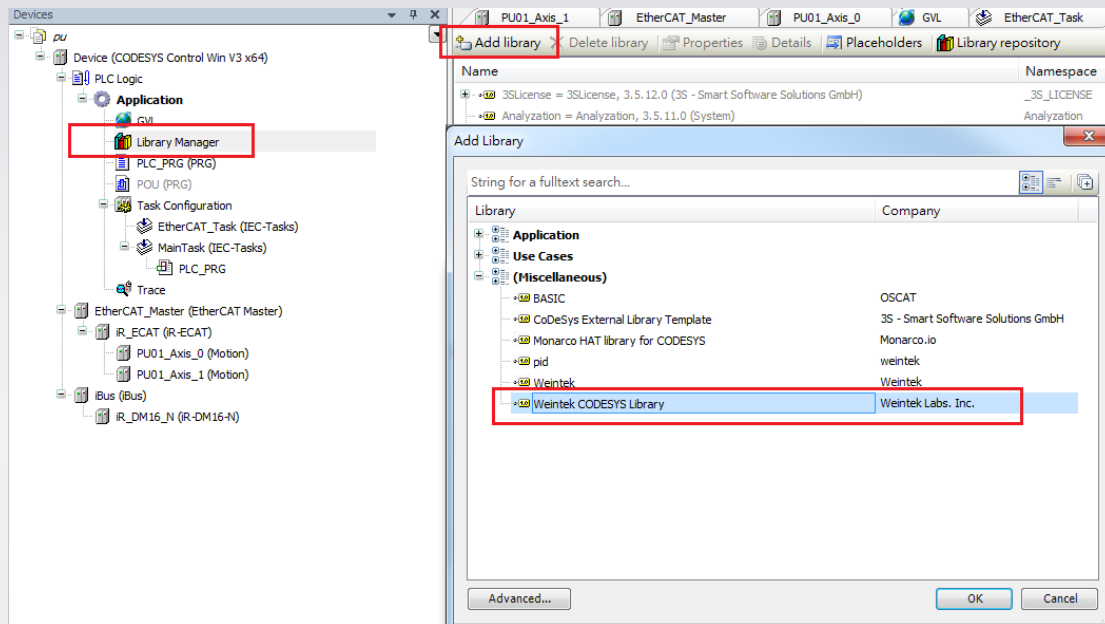 Devices
pu
Device (CODESYS Control Win V3 x64)
PLC Logic
Application
GVL
Library Manager
PLC_PRG (PRG)
POU (PRG)
Task Configuration
EtherCAT_Task (IEC-Tasks)
MainTask (IEC-Tasks)
PLC_PRG
Trace
EtherCAT_Master (EtherCAT Master)
iR_ECAT (iR-ECAT)
PU01_Axis_0 (Motion)
PU01_Axis_1 (Motion)
iBus (iBus)
iR_DM16_N (iR-DM16-N)
PU01_Axis_1 EtherCAT_Master PU01_Axis_0 GVL EtherCAT_Task
Add library Delete library Properties Details Placeholders Library repository
Name Namespace
3SLicense = 3SLicense, 3.5.12.0 (3S - Smart Software Solutions GmbH) _3S_LICENSE
Analyzation = Analyzation, 3.5.11.0 (System) Analyzation
Add Library
String for a fulltext search...
Library Company
Application
Use Cases
(Miscellaneous)
BASIC OSCAT
CoDeSys External Library Template 3S - Smart Software Solutions GmbH
Monarco HAT library for CODESYS Monarco.io
pid weintek
Weintek Weintek
Weintek CODESYS Library Weintek Labs. Inc.
Advanced... OK Cancel